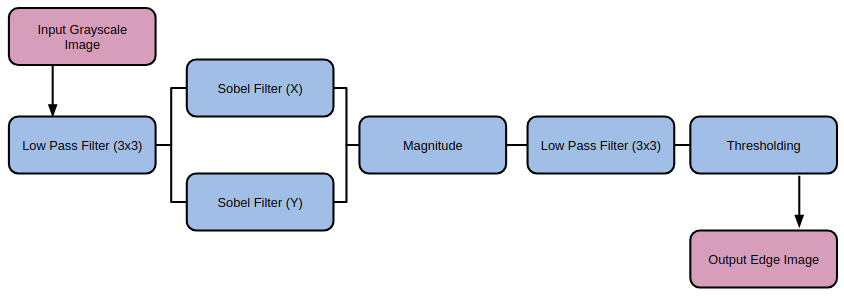 Input Grayscale
Image
Low Pass Filter (3x3)
Sobel Filter (X)
Sobel Filter (Y)
Magnitude
Low Pass Filter (3x3)
Thresholding
Output Edge Image